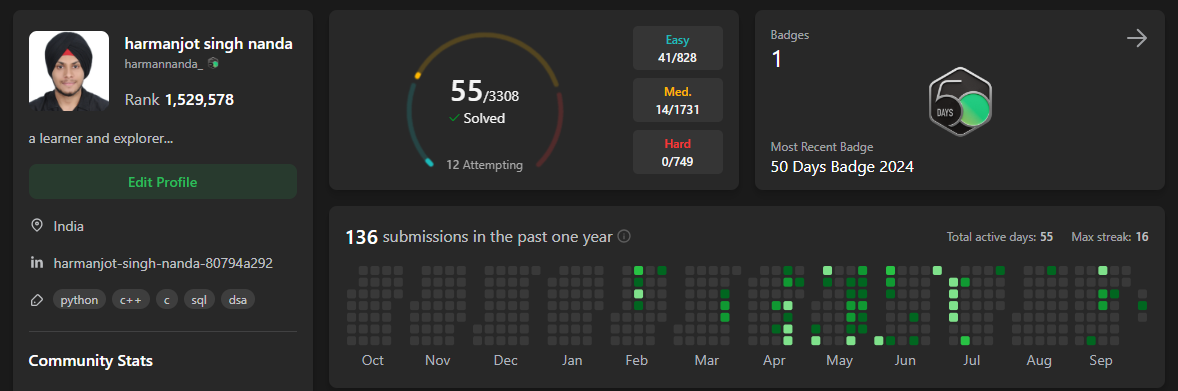 harmanjot singh nanda
harmannanda_
Rank 1,529,578
a learner and explorer...
Edit Profile
India
harmanjot-singh-nanda-80794a292
python c++ c sql dsa
Community Stats
55/3308
Solved
12 Attempting
Easy
41/828
Med.
14/1731
Hard
0/749
Badges
1
50
DAYS
Most Recent Badge
50 Days Badge 2024
136 submissions in the past one year
Total active days: 55 Max streak: 16
Oct Nov Dec Jan Feb Mar Apr May Jun Jul Aug Sep